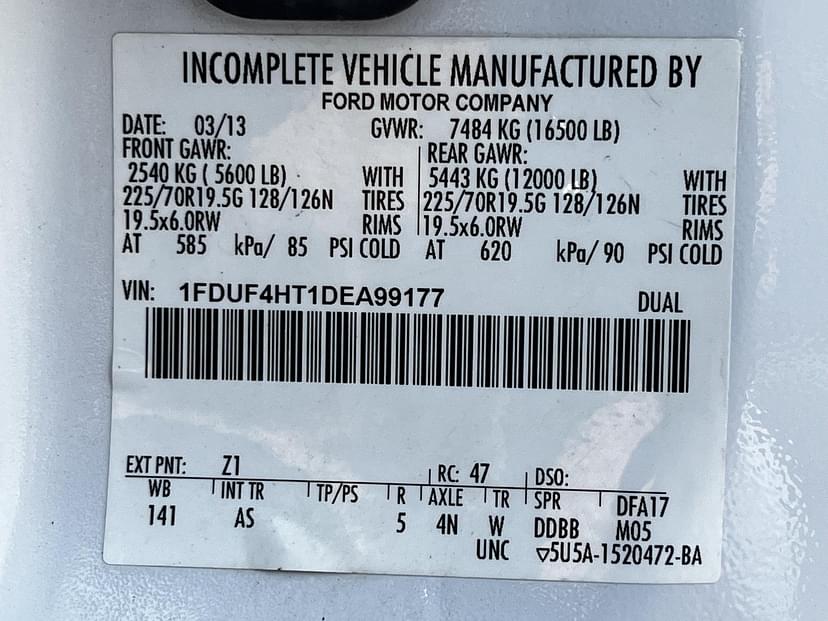 INCOMPLETE VEHICLE MANUFACTURED BY
FORD MOTOR COMPANY
DATE: 03/13 GVWR: 7484 KG (16500 LB)
FRONT GAWR: REAR GAWR:
2540 KG ( 5600 LB) WITH 5443 KG (12000 LB) WITH
225/70R19.5G 128/126N TIRES 225/70R19.5G 128/126N TIRES
19.5x6.0RW RIMS 19.5x6.0RW RIMS
AT 585 kPa/ 85 PSI COLD AT 620 kPa/ 90 PSI COLD
VIN: 1FDUF4HT1DEA99177 DUAL
EXT PNT: Z1 RC: 47 DSO:
WB INT TR TP/PS R AXLE TR SPR DFA17
141 AS 5 4N W DDBB M05
UNC ▽5U5A-1520472-BA